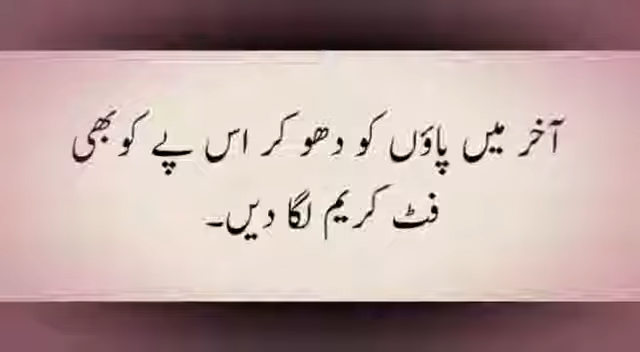 آخر میں پاؤں کو دھو کر اس پے کوبھی
فٹ کریم لگا دیں۔